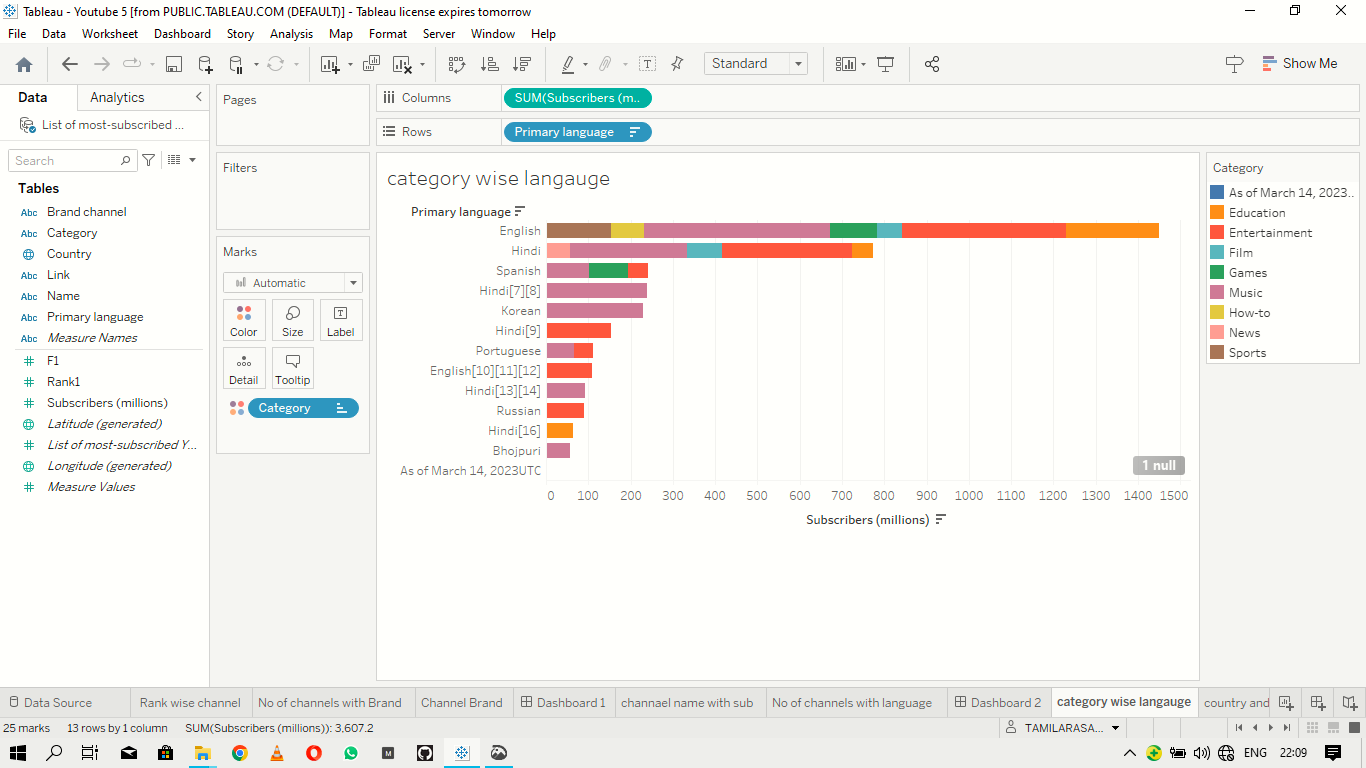 Tableau - Youtube 5 [from PUBLIC.TABLEAU.COM (DEFAULT)] - Tableau license expires tomorrow
File Data Worksheet Dashboard Story Analysis Map Format Server Window Help
Standard Show Me
Data Analytics
List of most-subscribed ...
Search
Tables
Abc Brand channel
Abc Category
Country
Abc Link
Abc Name
Abc Primary language
Abc Measure Names
# F1
# Rank1
# Subscribers (millions)
Latitude (generated)
# List of most-subscribed Y...
Longitude (generated)
# Measure Values
Pages
Filters
Marks
Automatic
Color Size Label
Detail Tooltip
Category
Columns SUM(Subscribers (m..
Rows Primary language
category wise langauge
Primary language
English
Hindi
Spanish
Hindi[7][8]
Korean
Hindi[9]
Portuguese
English[10][11][12]
Hindi[13][14]
Russian
Hindi[16]
Bhojpuri
As of March 14, 2023UTC
1 null
0 100 200 300 400 500 600 700 800 900 1000 1100 1200 1300 1400 1500
Subscribers (millions)
Category
As of March 14, 2023..
Education
Entertainment
Film
Games
Music
How-to
News
Sports
Data Source Rank wise channel No of channels with Brand Channel Brand Dashboard 1 channael name with sub No of channels with language Dashboard 2 category wise langauge country and
25 marks 13 rows by 1 column SUM(Subscribers (millions)): 3,607.2 TAMILARASA...
M ENG 22:09